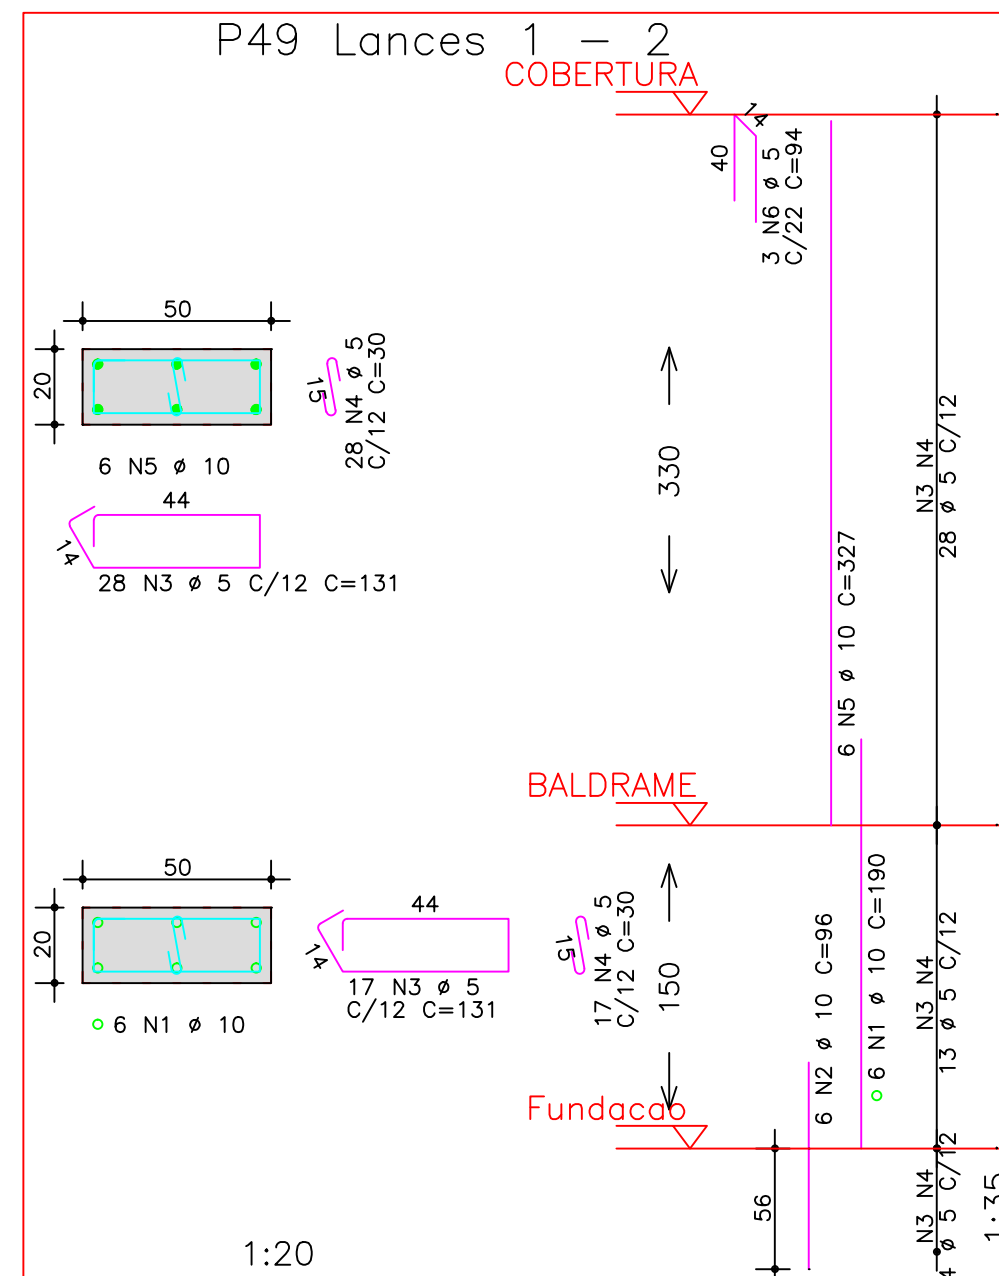 P49 Lances 1 - 2
COBERTURA
14
40
3 N6 ø 5
C/22 C=94
50
20
15
28 N4 ø 5
C/12 C=30
6 N5 ø 10
44
14
28 N3 ø 5 C/12 C=131
330
N3 N4
28 ø 5 C/12
6 N5 ø 10 C=327
BALDRAME
50
20
44
14
17 N3 ø 5
C/12 C=131
15
17 N4 ø 5
C/12 C=30
150
6 N1 ø 10
6 N2 ø 10 C=96
6 N1 ø 10 C=190
N3 N4
13 ø 5 C/12
Fundacao
56
N3 N4
4 ø 5 C/12
1:20